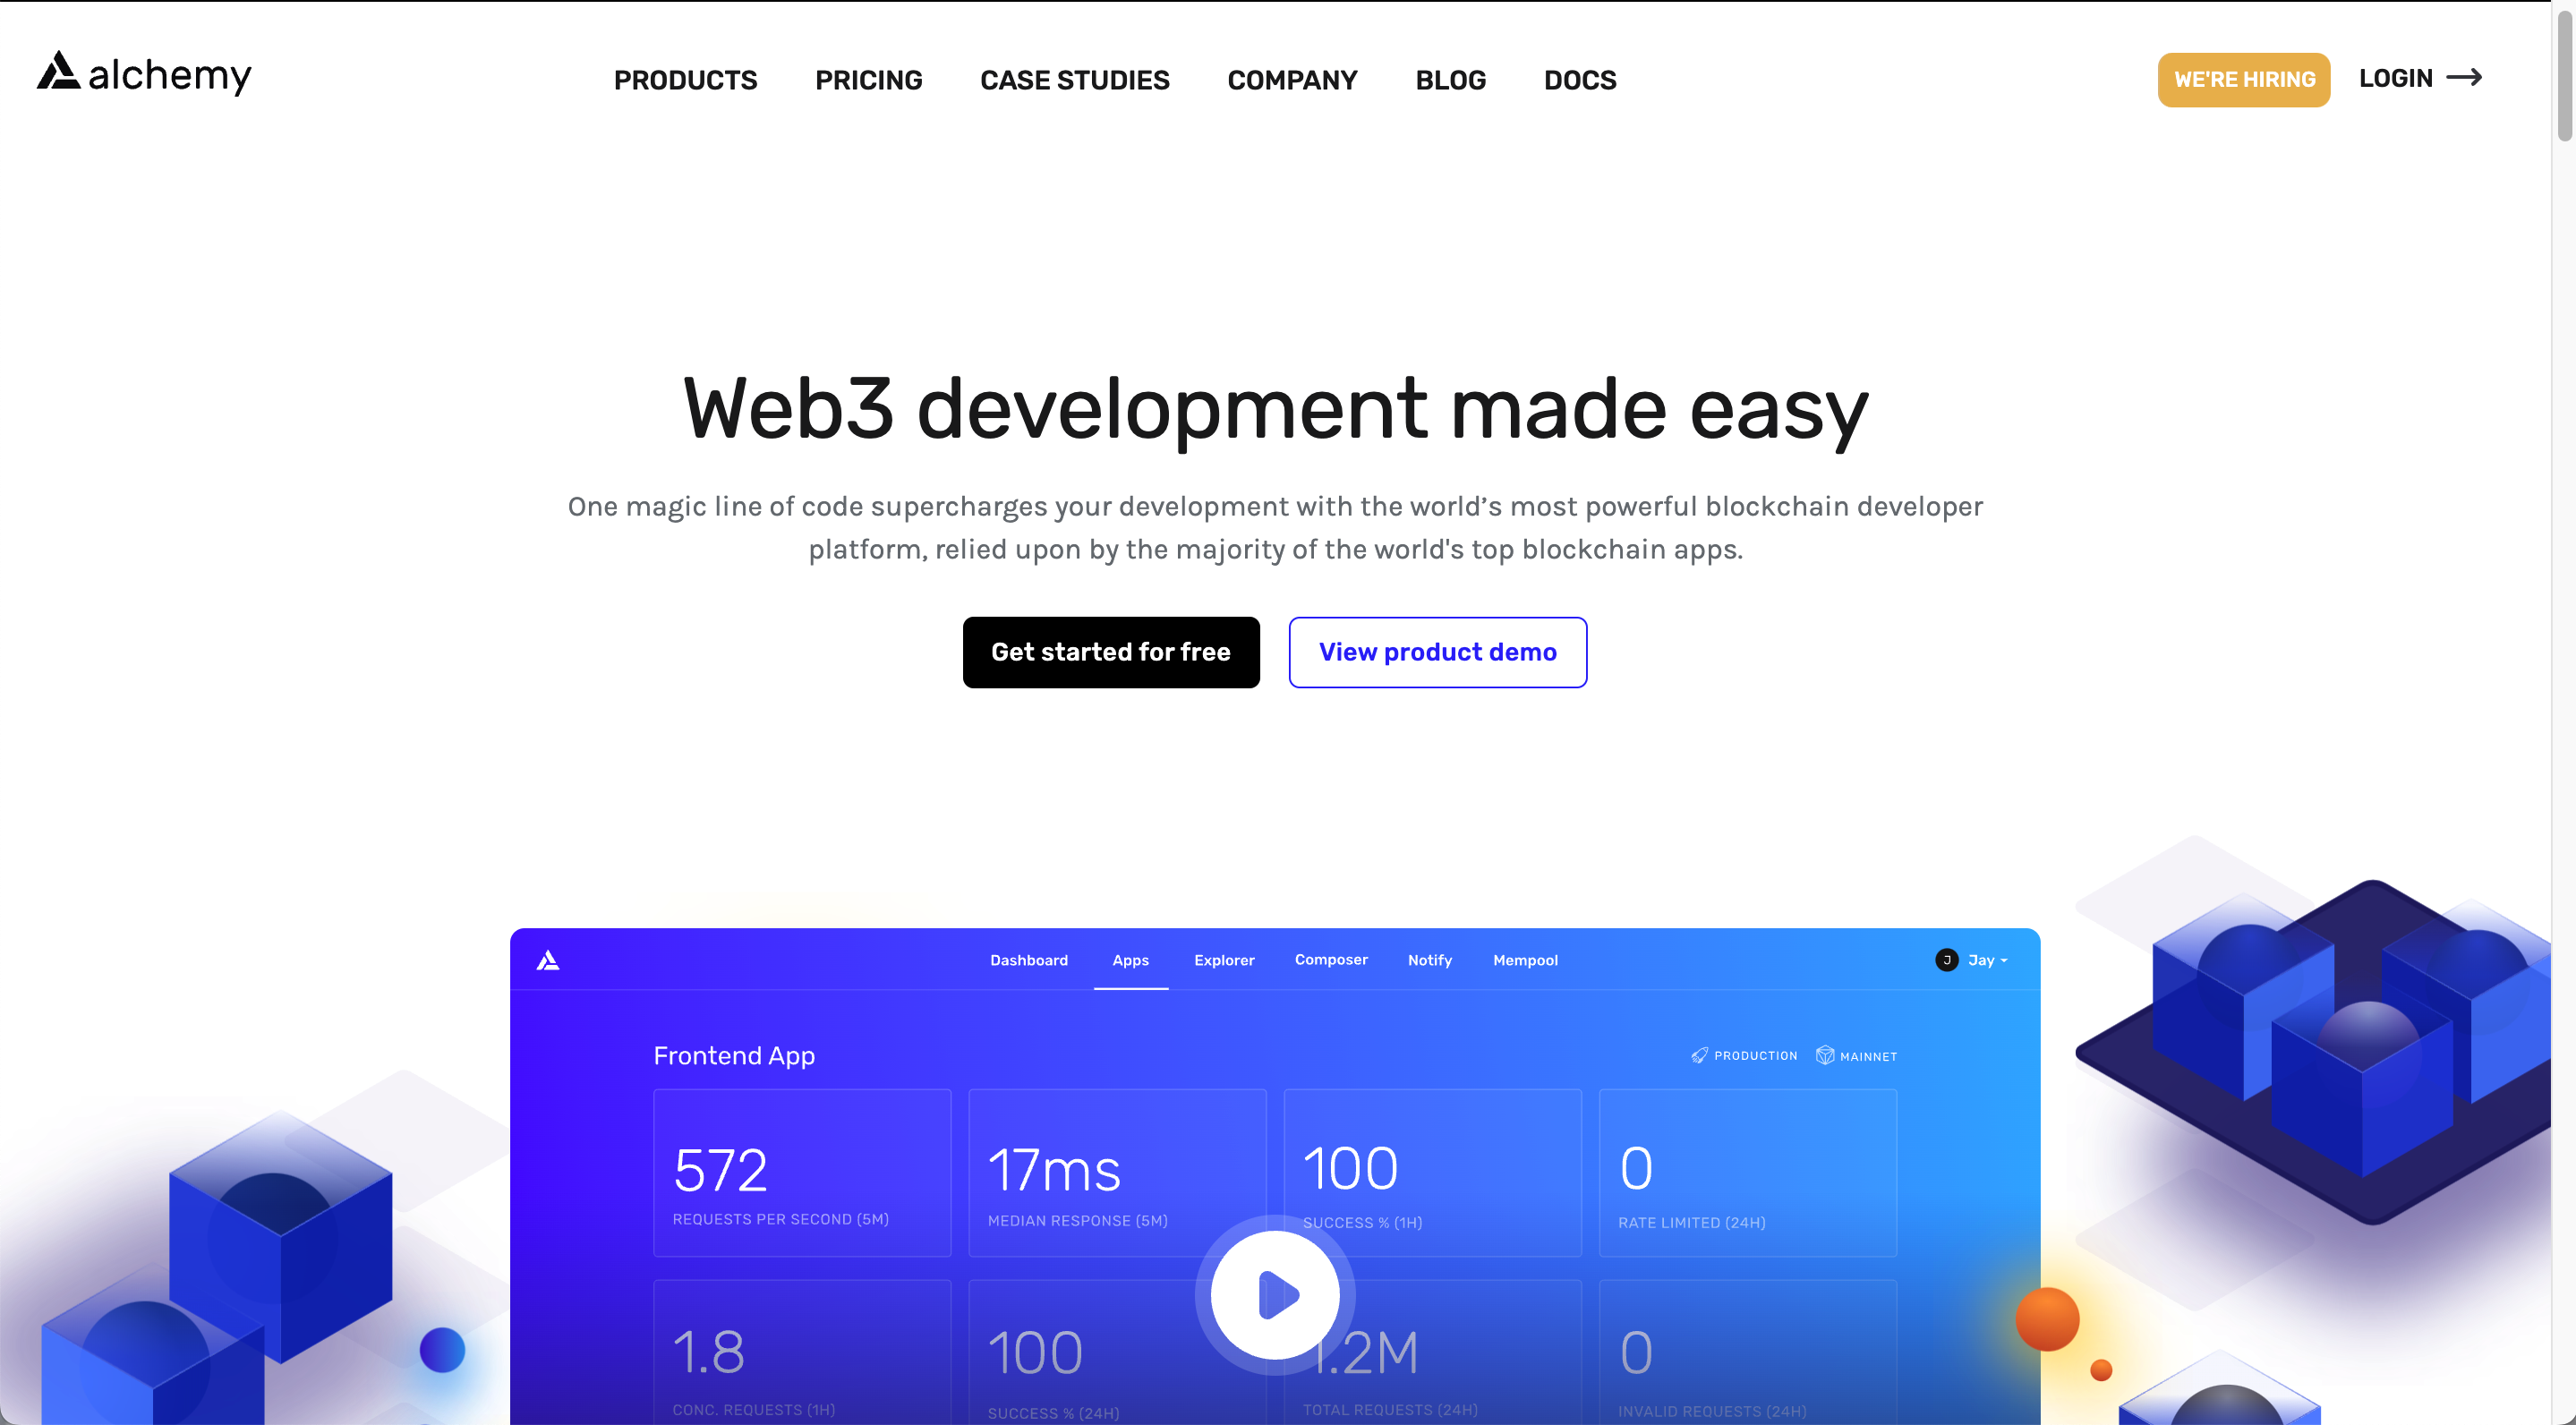 alchemy
PRODUCTS PRICING CASE STUDIES COMPANY BLOG DOCS
WE'RE HIRING LOGIN
Web3 development made easy
One magic line of code supercharges your development with the world’s most powerful blockchain developer
platform, relied upon by the majority of the world's top blockchain apps.
Get started for free View product demo
Dashboard Apps Explorer Composer Notify Mempool J Jay
Frontend App PRODUCTION MAINNET
572 17ms 100 0
REQUESTS PER SECOND (5M) MEDIAN RESPONSE (5M) SUCCESS % (1H) RATE LIMITED (24H)
1.8 100 1.2M 0
CONC. REQUESTS (1H) SUCCESS % (24H) TOTAL REQUESTS (24H) INVALID REQUESTS (24H)